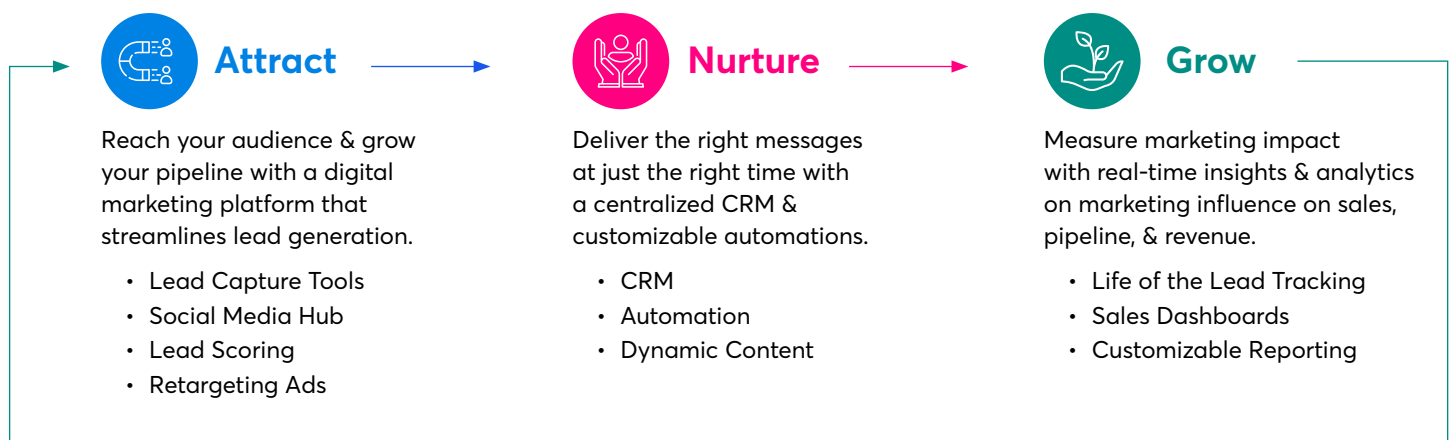 Attract
Reach your audience & grow
your pipeline with a digital
marketing platform that
streamlines lead generation.
• Lead Capture Tools
• Social Media Hub
• Lead Scoring
• Retargeting Ads
Nurture
Deliver the right messages
at just the right time with
a centralized CRM &
customizable automations.
• CRM
• Automation
• Dynamic Content
Grow
Measure marketing impact
with real-time insights & analytics
on marketing influence on sales,
pipeline, & revenue.
• Life of the Lead Tracking
• Sales Dashboards
• Customizable Reporting